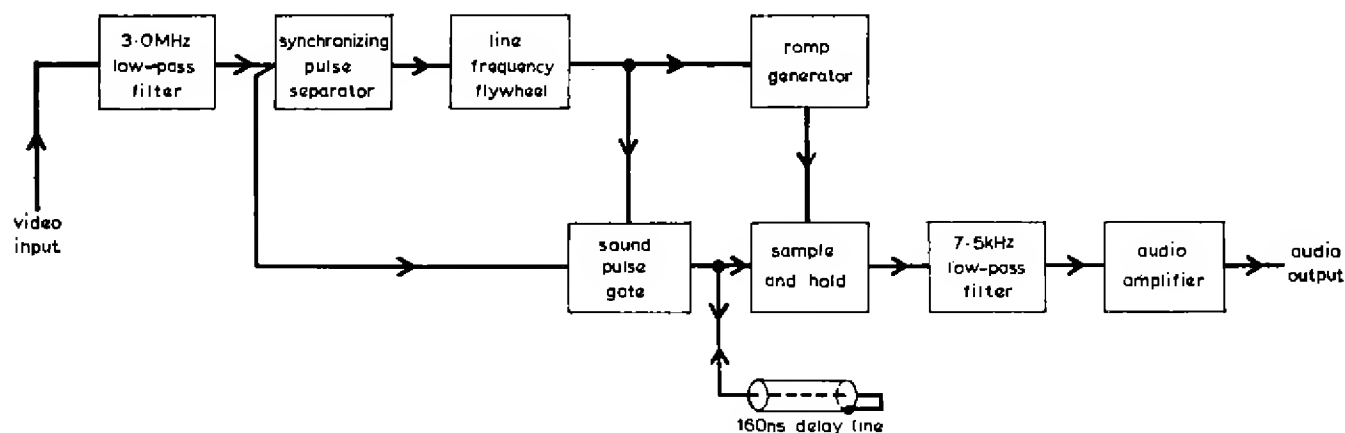 3·0MHz
low-pass
filter
synchronizing
pulse
separator
line
frequency
flywheel
ramp
generator
video
input
sound
pulse
gate
sample
and hold
7·5kHz
low-pass
filter
audio
amplifier
audio
output
160ns delay line